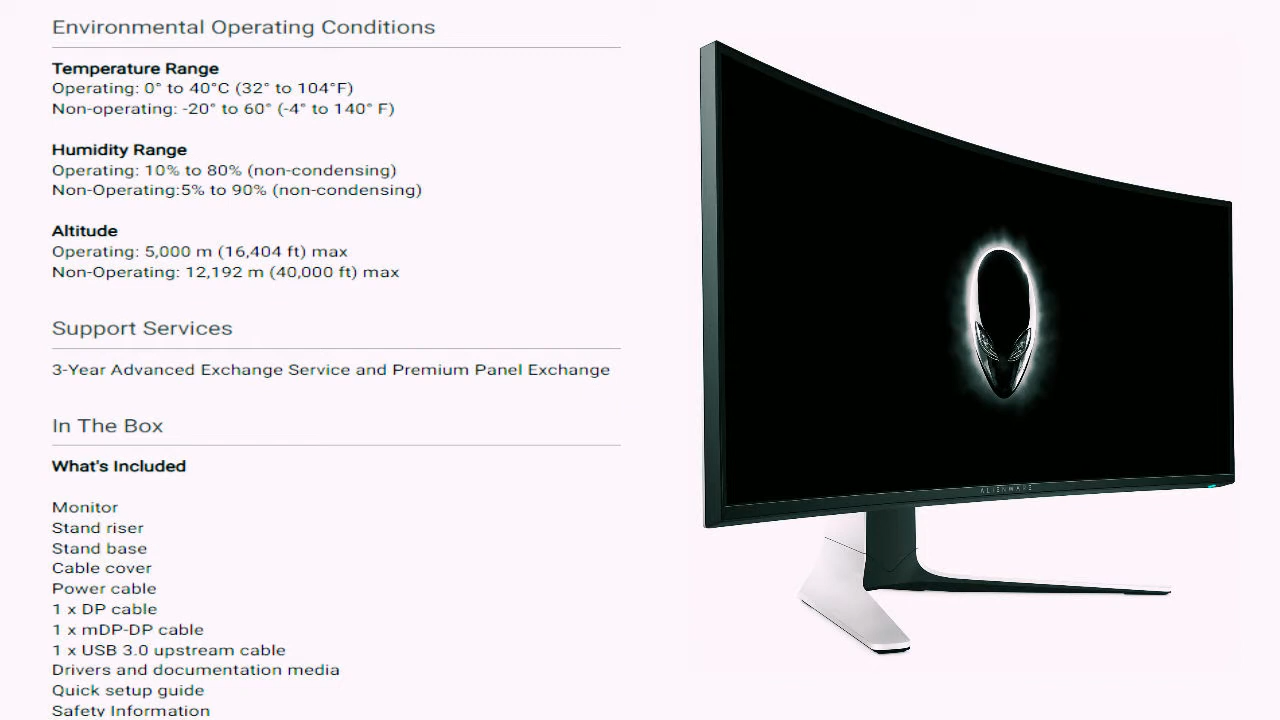 Environmental Operating Conditions
Temperature Range
Operating: 0° to 40°C (32° to 104°F)
Non-operating: -20° to 60° (-4° to 140° F)
Humidity Range
Operating: 10% to 80% (non-condensing)
Non-Operating:5% to 90% (non-condensing)
Altitude
Operating: 5,000 m (16,404 ft) max
Non-Operating: 12,192 m (40,000 ft) max
Support Services
3-Year Advanced Exchange Service and Premium Panel Exchange
In The Box
What's Included
Monitor
Stand riser
Stand base
Cable cover
Power cable
1 x DP cable
1 x mDP-DP cable
1 x USB 3.0 upstream cable
Drivers and documentation media
Quick setup guide
Safety Information
ALIENWARE